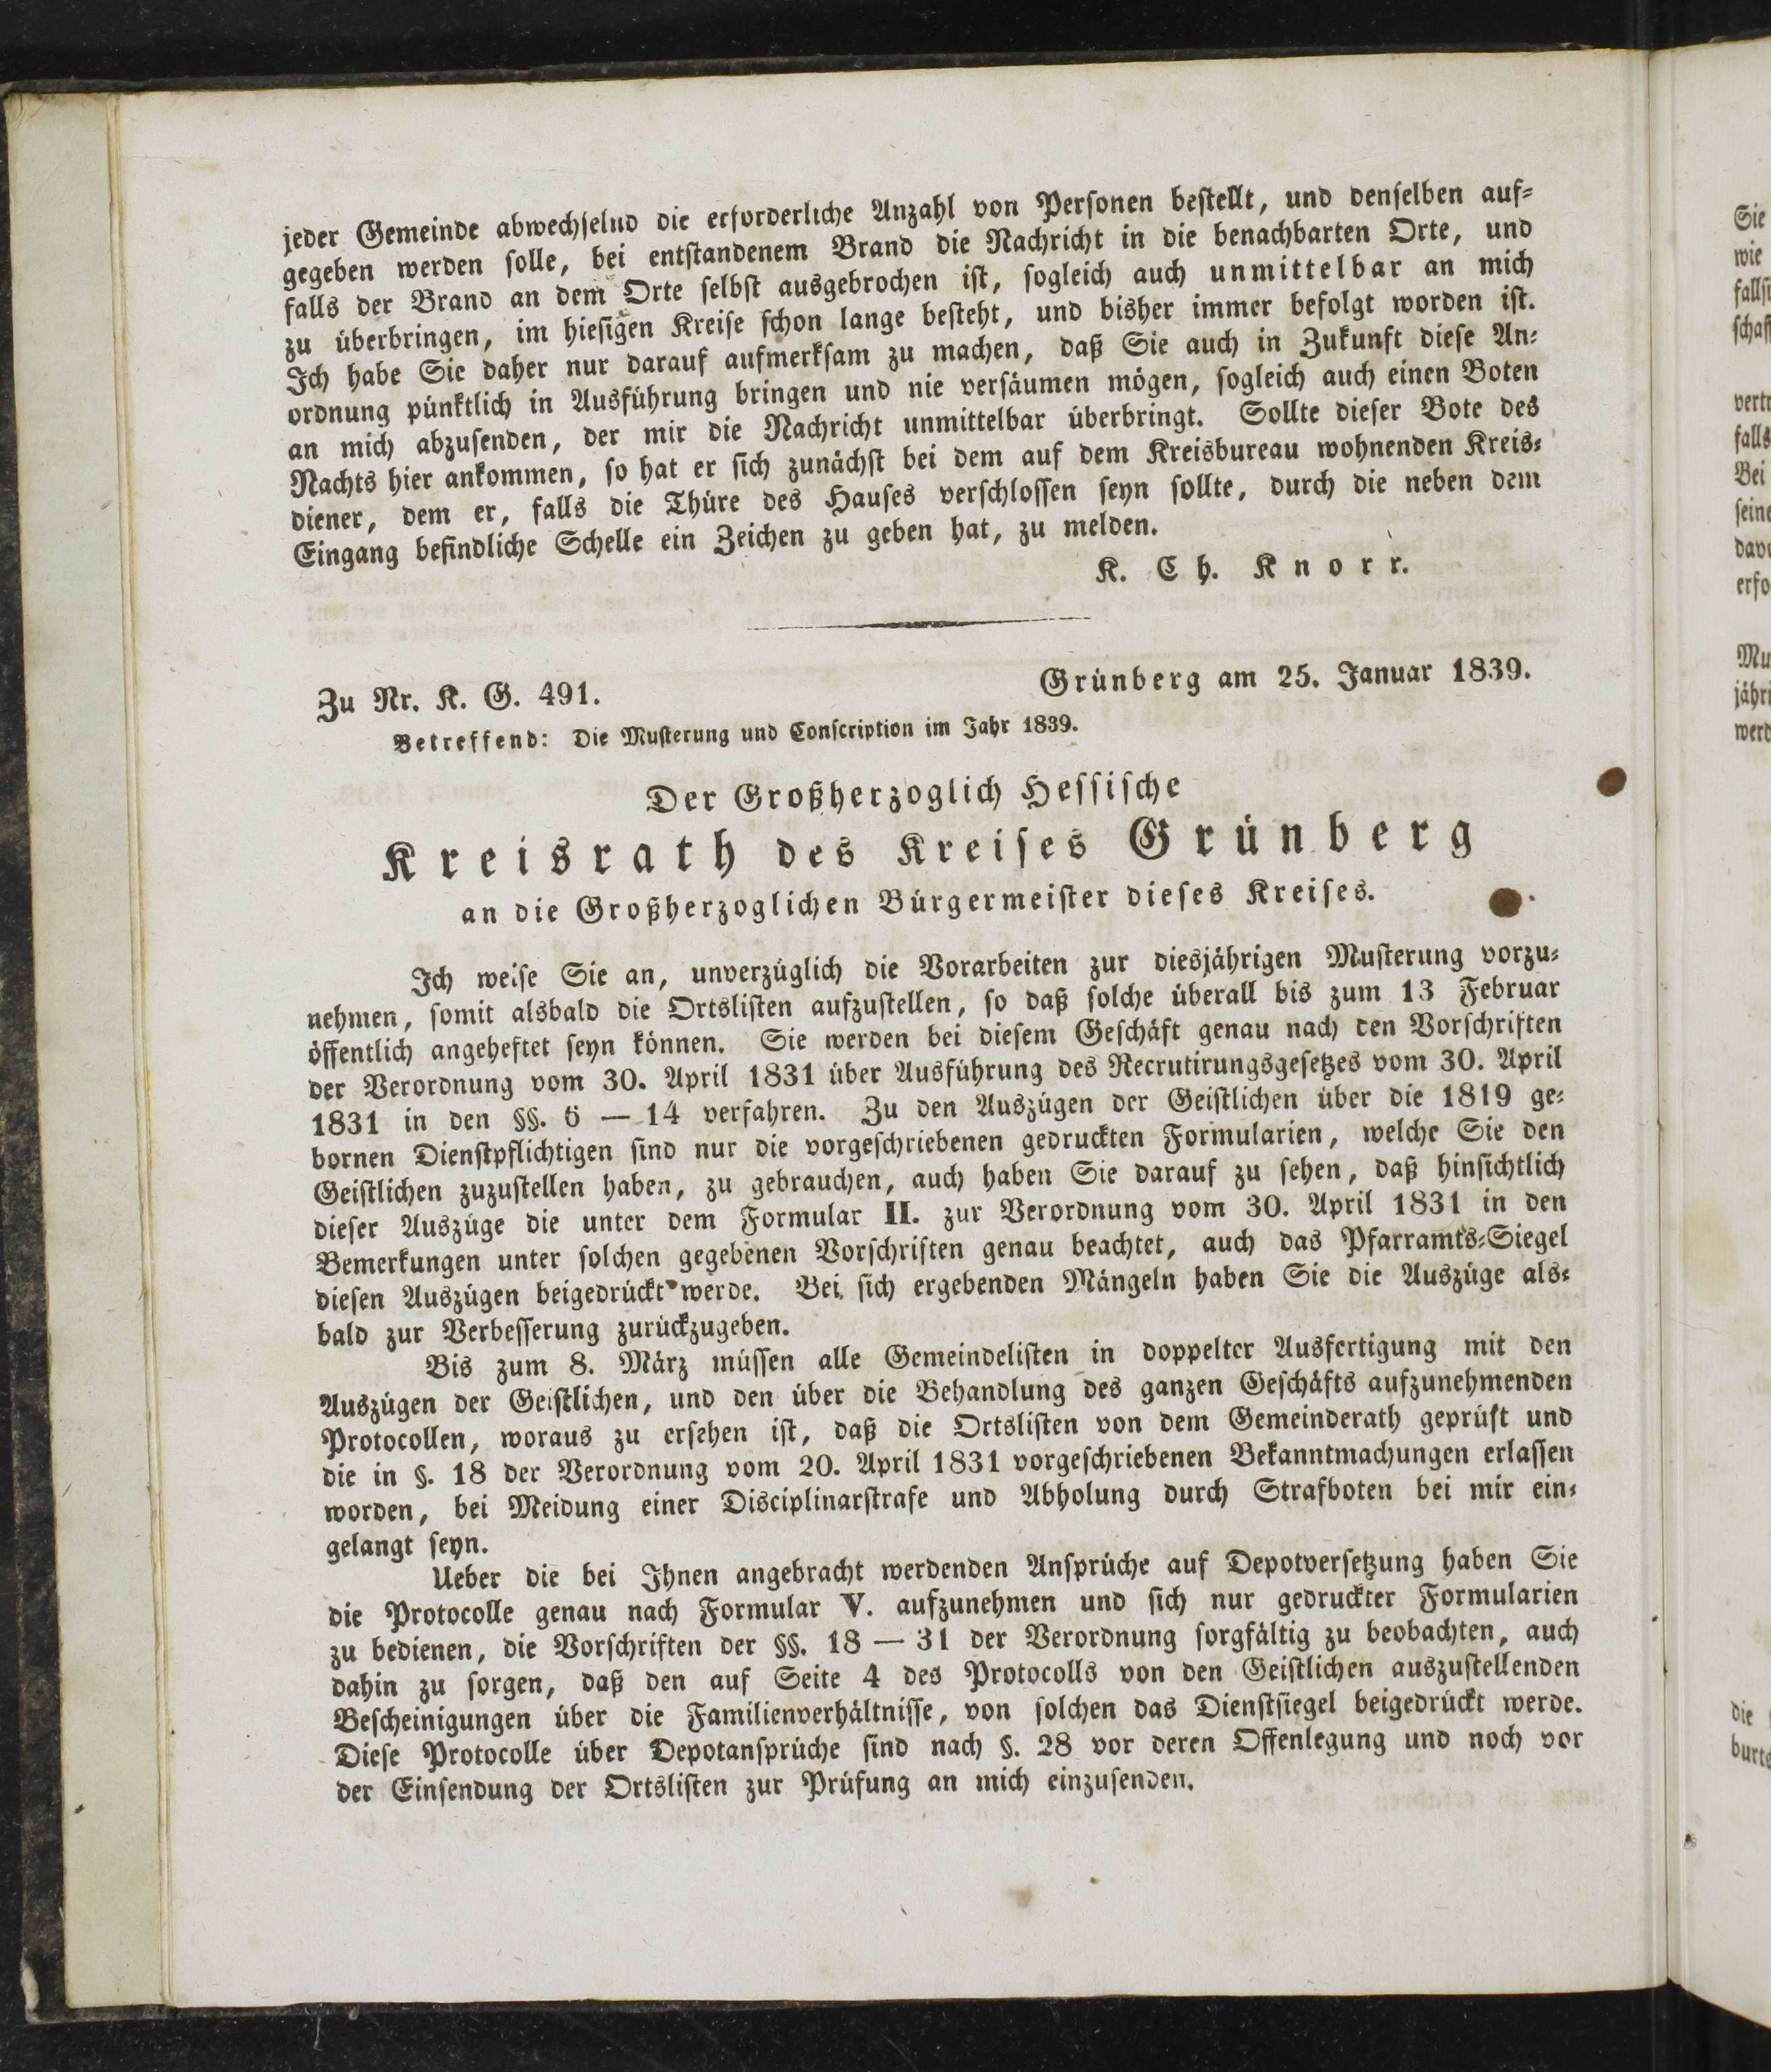 jeder Gemeinde abwechselnd die erforderliche Anzahl von Personen bestellt, und denselben auf-
gegeben werden solle, bei entstandenem Brand die Nachricht in die benachbarten Orte, und
falls der Brand an dem Orte selbst ausgebrochen ist, sogleich auch unmittelbar an mich
zu überbringen, im hiesigen Kreise schon lange besteht, und bisher immer befolgt worden ist.
Ich habe Sie daher nur darauf aufmerksam zu machen, daß Sie auch in Zukunft diese An-
ordnung pünktlich in Ausführung bringen und nie versäumen mögen, sogleich auch einen Boten
an mich abzusenden, der mir die Nachricht unmittelbar überbringt. Sollte dieser Bote des
Nachts hier ankommen, so hat er sich zunächst bei dem auf dem Kreisbureau wohnenden Kreis-
diener, dem er, falls die Thüre des Hauses verschlossen seyn sollte, durch die neben dem
Eingang befindliche Schelle ein Zeichen zu geben hat, zu melden.
K. Ch. Knorr.
Zu Nr. K. G. 491.
Grünberg am 25. Januar 1839.
Betreffend: Die Musterung und Conscription im Jahr 1839.
Der Großherzoglich Hessische
Kreisrath des Kreises Grünberg
an die Großherzoglichen Bürgermeister dieses Kreises.
Ich weise Sie an, unverzüglich die Vorarbeiten zur diesjährigen Musterung vorzu-
nehmen, somit alsbald die Ortslisten aufzustellen, so daß solche überall bis zum 13 Februar
öffentlich angeheftet seyn können. Sie werden bei diesem Geschäft genau nach den Vorschriften
der Verordnung vom 30. April 1831 über Ausführung des Recrutirungsgesetzes vom 30. April
1831 in den §§. 6 — 14 verfahren. Zu den Auszügen der Geistlichen über die 1819 ge-
bornen Dienstpflichtigen sind nur die vorgeschriebenen gedruckten Formularien, welche Sie den
Geistlichen zuzustellen haben, zu gebrauchen, auch haben Sie darauf zu sehen, daß hinsichtlich
dieser Auszüge die unter dem Formular II. zur Verordnung vom 30. April 1831 in den
Bemerkungen unter solchen gegebenen Vorschriften genau beachtet, auch das Pfarramts-Siegel
diesen Auszügen beigedrückt werde. Bei sich ergebenden Mängeln haben Sie die Auszüge als-
bald zur Verbesserung zurückzugeben.
Bis zum 8. März müssen alle Gemeindelisten in doppelter Ausfertigung mit den
Auszügen der Geistlichen, und den über die Behandlung des ganzen Geschäfts aufzunehmenden
Protocollen, woraus zu ersehen ist, daß die Ortslisten von dem Gemeinderath geprüft und
die in §. 18 der Verordnung vom 20. April 1831 vorgeschriebenen Bekanntmachungen erlassen
worden, bei Meidung einer Disciplinarstrafe und Abholung durch Strafboten bei mir ein-
gelangt seyn.
Ueber die bei Ihnen angebracht werdenden Ansprüche auf Depotversetzung haben Sie
die Protocolle genau nach Formular V. aufzunehmen und sich nur gedruckter Formularien
zu bedienen, die Vorschriften der §§. 18 — 31 der Verordnung sorgfältig zu beobachten, auch
dahin zu sorgen, daß den auf Seite 4 des Protocolls von den Geistlichen auszustellenden
Bescheinigungen über die Familienverhältnisse, von solchen das Dienstsiegel beigedrückt werde.
Diese Protocolle über Depotansprüche sind nach §. 28 vor deren Offenlegung und noch vor
der Einsendung der Ortslisten zur Prüfung an mich einzusenden.
Sie
wie
vert
falls
Bei
erfo
die